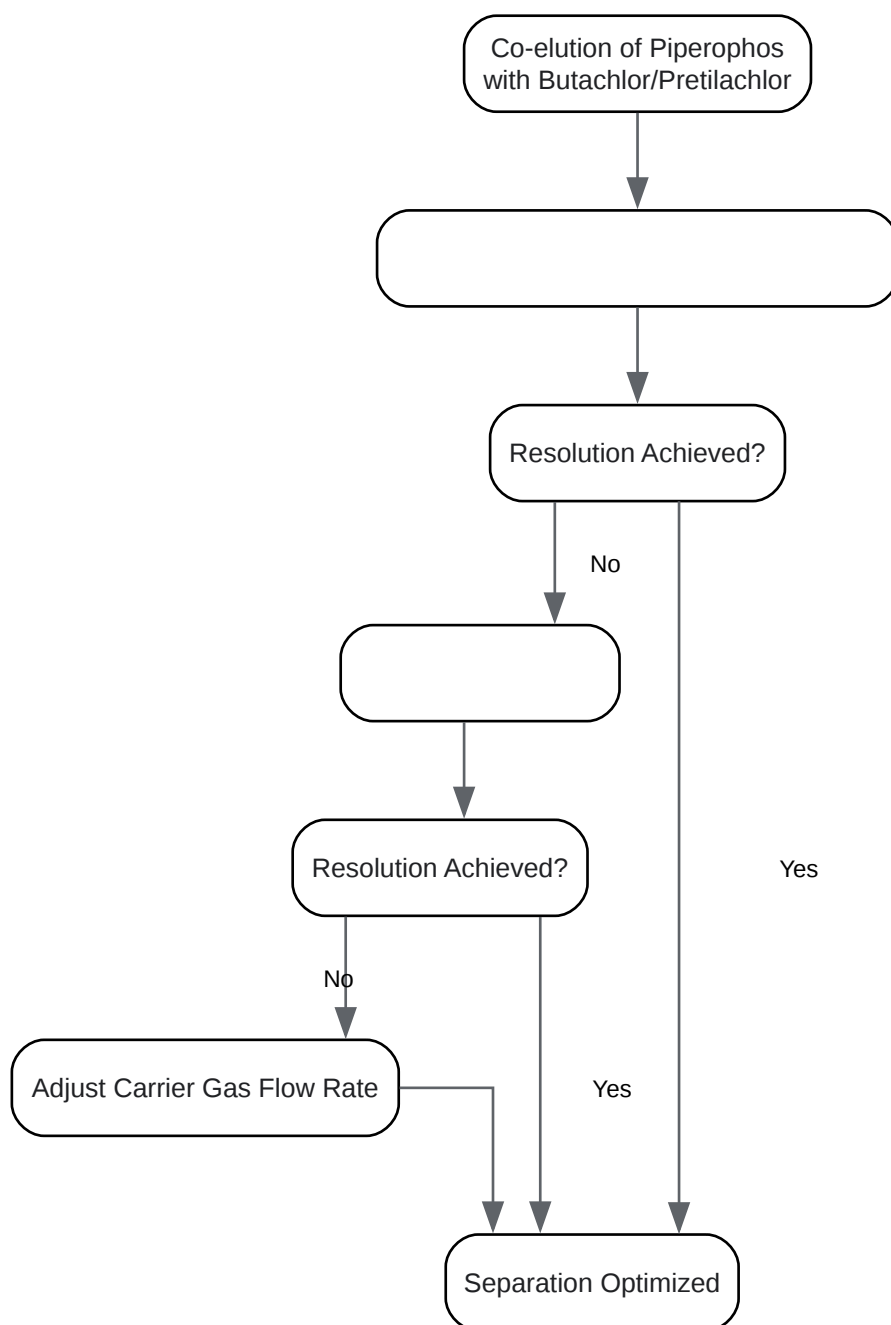 Co-elution of Piperophos
with Butachlor/Pretilachlor
Resolution Achieved?
No
Resolution Achieved?
Yes
No
Adjust Carrier Gas Flow Rate
Yes
Separation Optimized